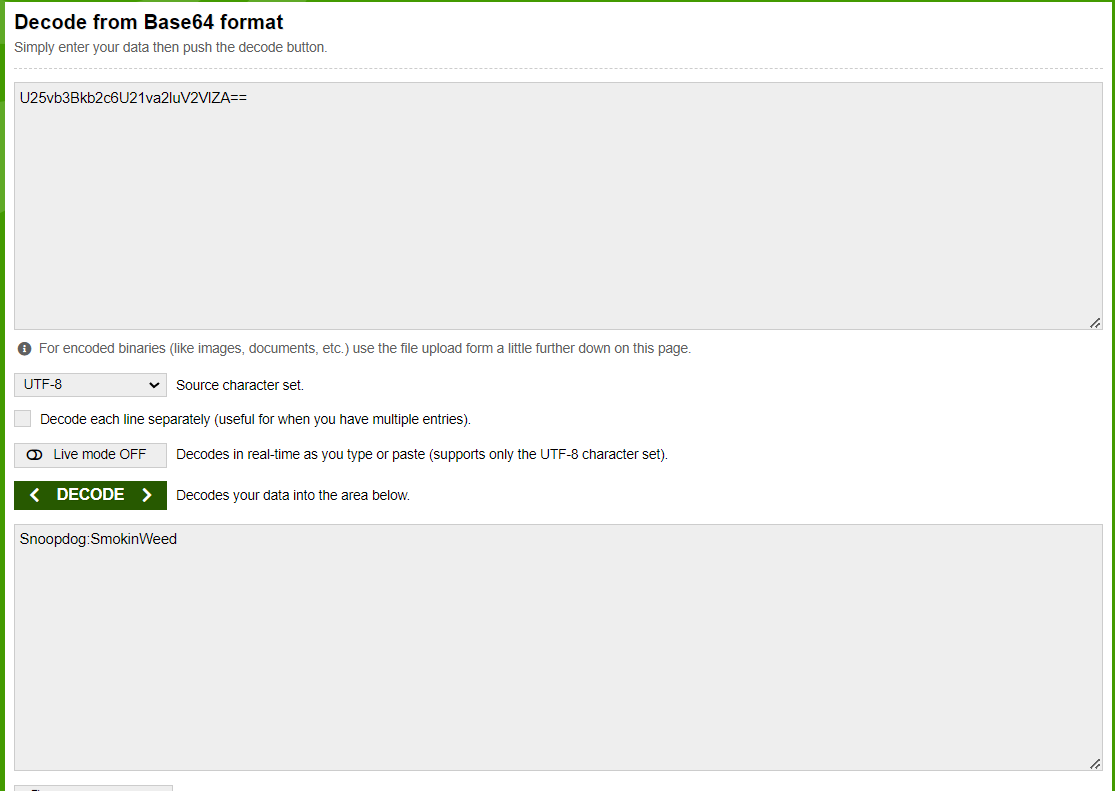 Decode from Base64 format
Simply enter your data then push the decode button.
U25vb3Bkb2c6U21va2luV2VlZA==
For encoded binaries (like images, documents, etc.) use the file upload form a little further down on this page.
UTF-8 Source character set.
Decode each line separately (useful for when you have multiple entries).
Live mode OFF Decodes in real-time as you type or paste (supports only the UTF-8 character set).
DECODE Decodes your data into the area below.
Snoopdog:SmokinWeed